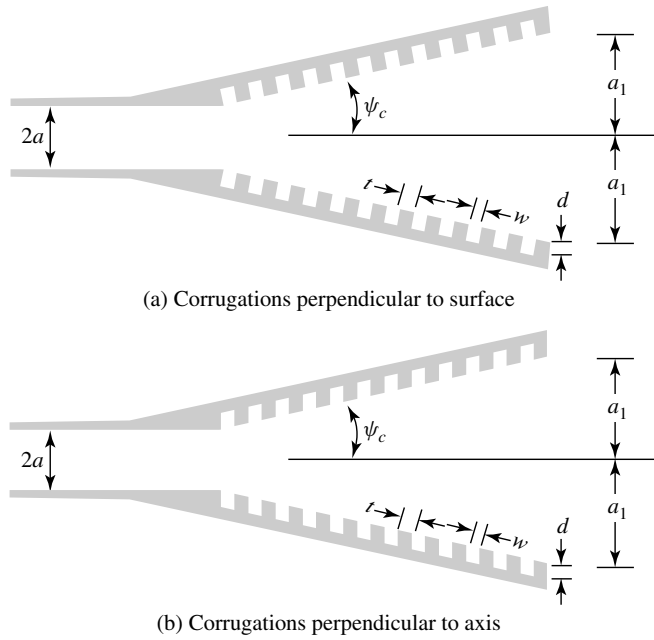 a₁
2a
ψc
a₁
t
w
d
(a) Corrugations perpendicular to surface
a₁
2a
ψc
a₁
t
w
d
(b) Corrugations perpendicular to axis